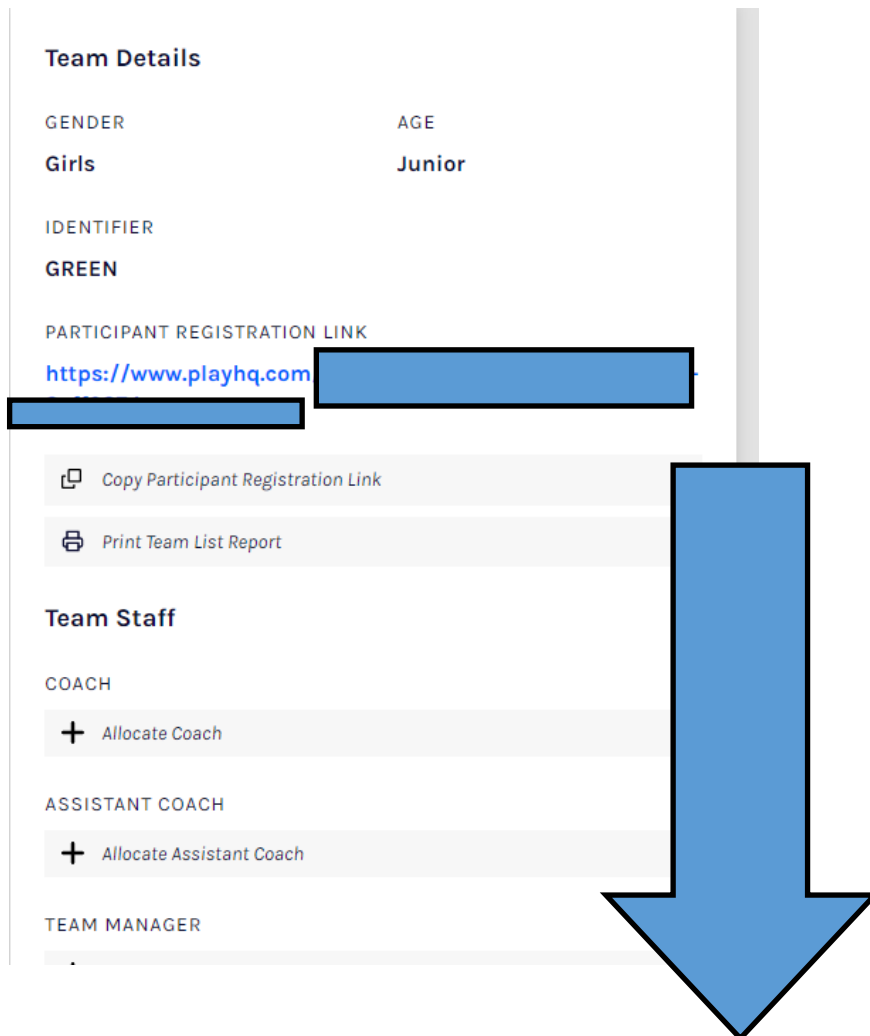 Team Details
GENDER AGE
Girls Junior
IDENTIFIER
GREEN
PARTICIPANT REGISTRATION LINK
https://www.playhq.com
Copy Participant Registration Link
Print Team List Report
Team Staff
COACH
Allocate Coach
ASSISTANT COACH
Allocate Assistant Coach
TEAM MANAGER